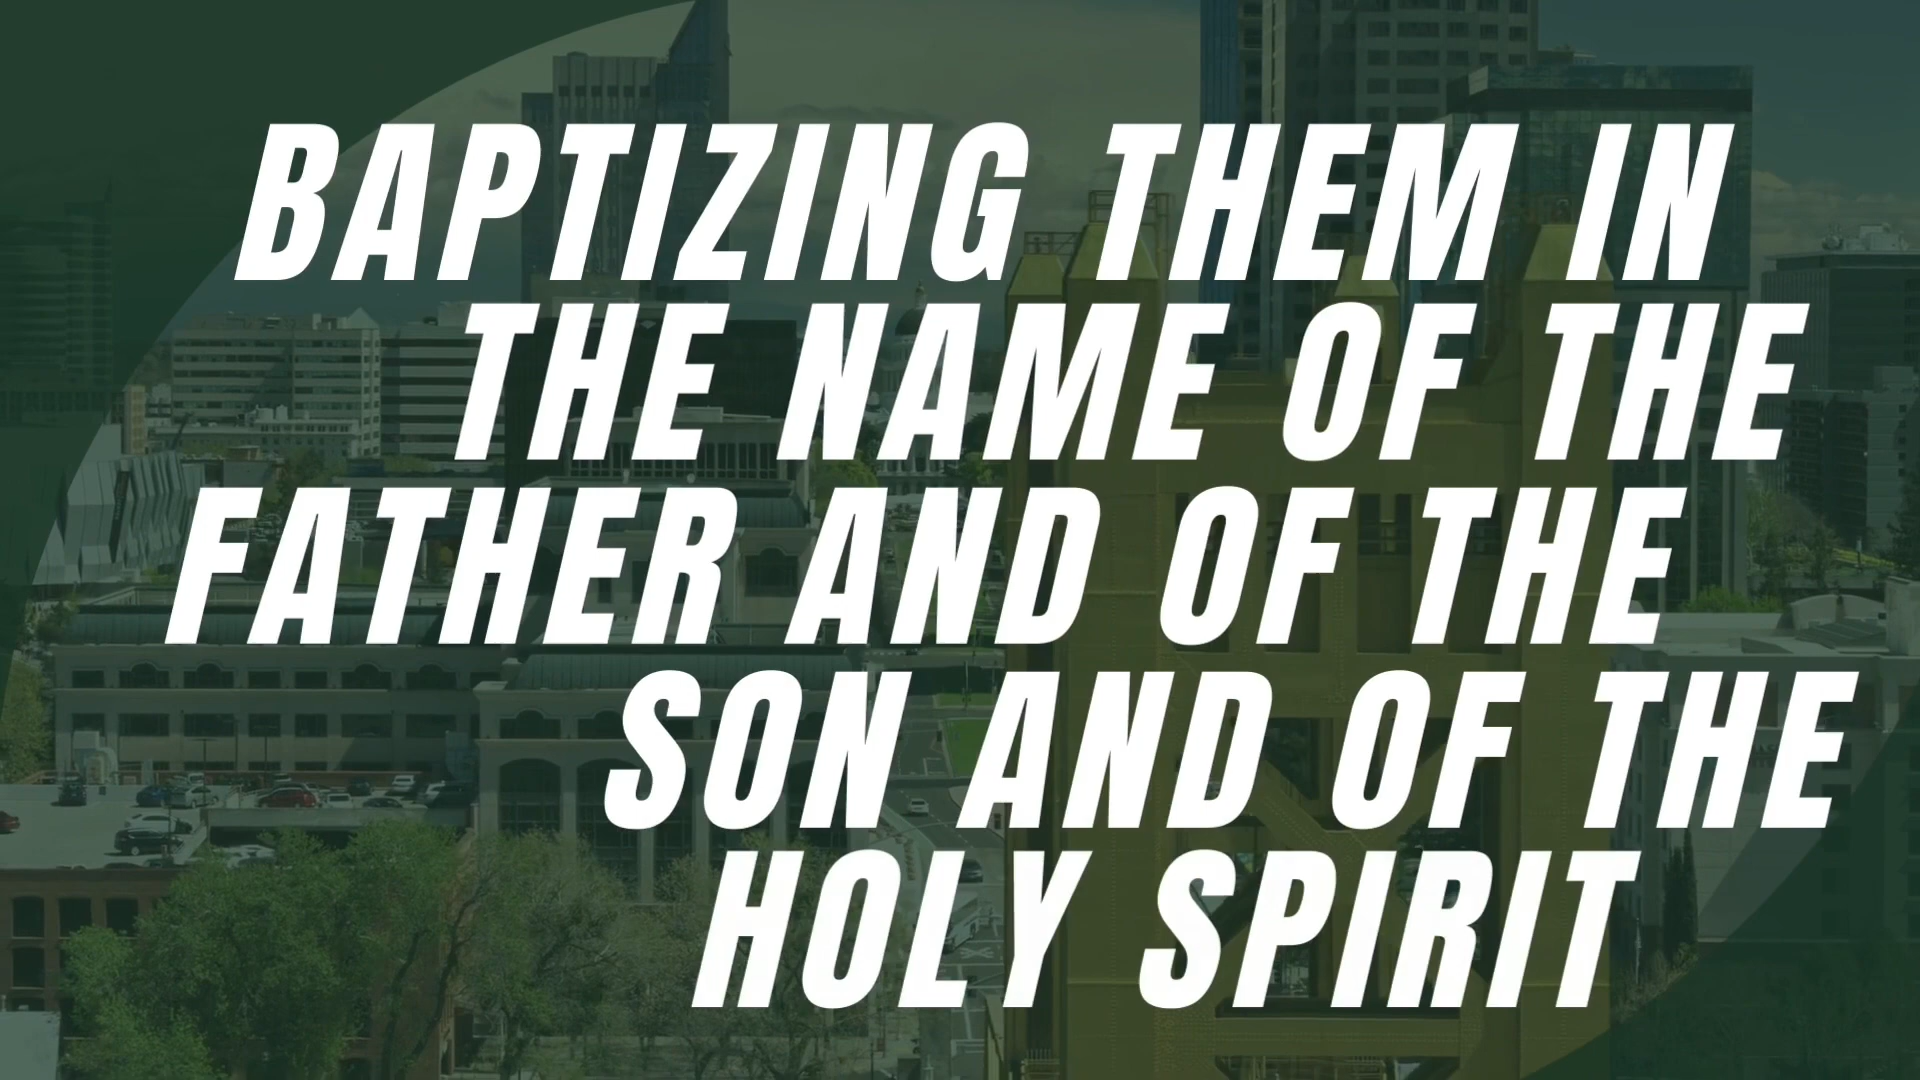 BAPTIZING THEM IN
THE NAME OF THE
FATHER AND OF THE
SON AND OF THE
HOLY SPIRIT